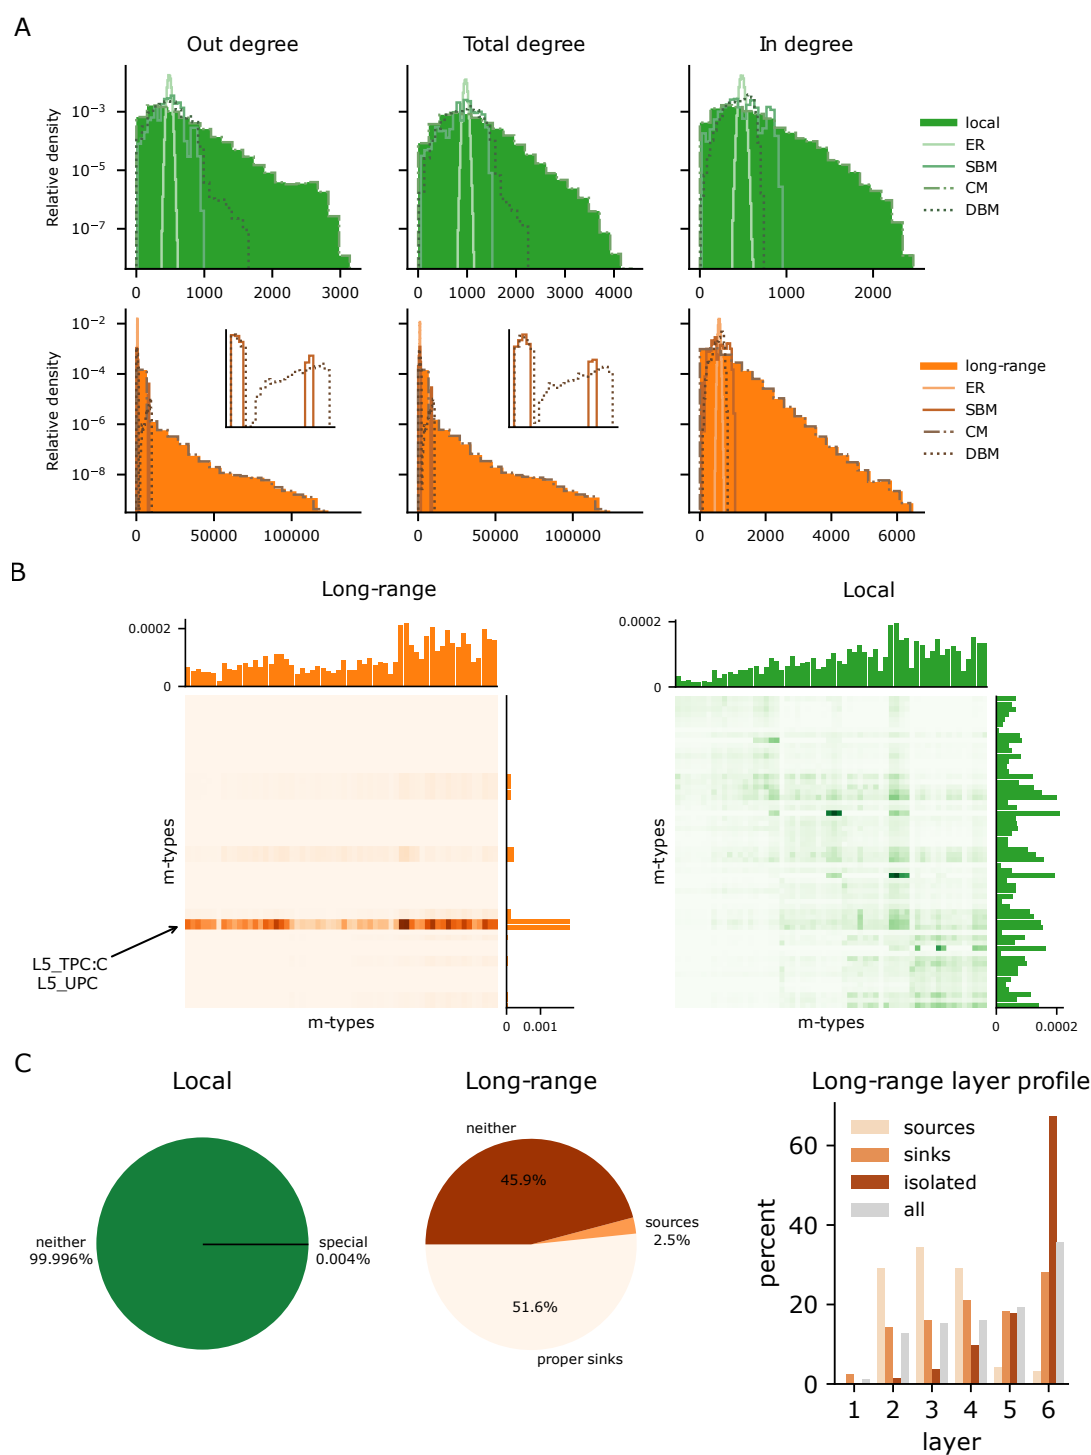 A
Out degree
Total degree
In degree
Relative density
10⁻³
10⁻⁵
10⁻⁷
0 1000 2000 3000
0 1000 2000 3000 4000
0 1000 2000
local
ER
SBM
CM
DBM
Relative density
10⁻²
10⁻⁴
10⁻⁶
10⁻⁸
0 50000 100000
0 50000 100000
0 2000 4000 6000
long-range
ER
SBM
CM
DBM
B
Long-range
Local
0.0002
0
0.0002
0
m-types
m-types
L5_TPC:C
L5_UPC
m-types
0 0.001
m-types
0 0.0002
C
Local
neither
99.996%
special
0.004%
Long-range
neither
45.9%
sources
2.5%
51.6%
proper sinks
Long-range layer profile
percent
60
40
20
0
sources
sinks
isolated
all
1 2 3 4 5 6
layer